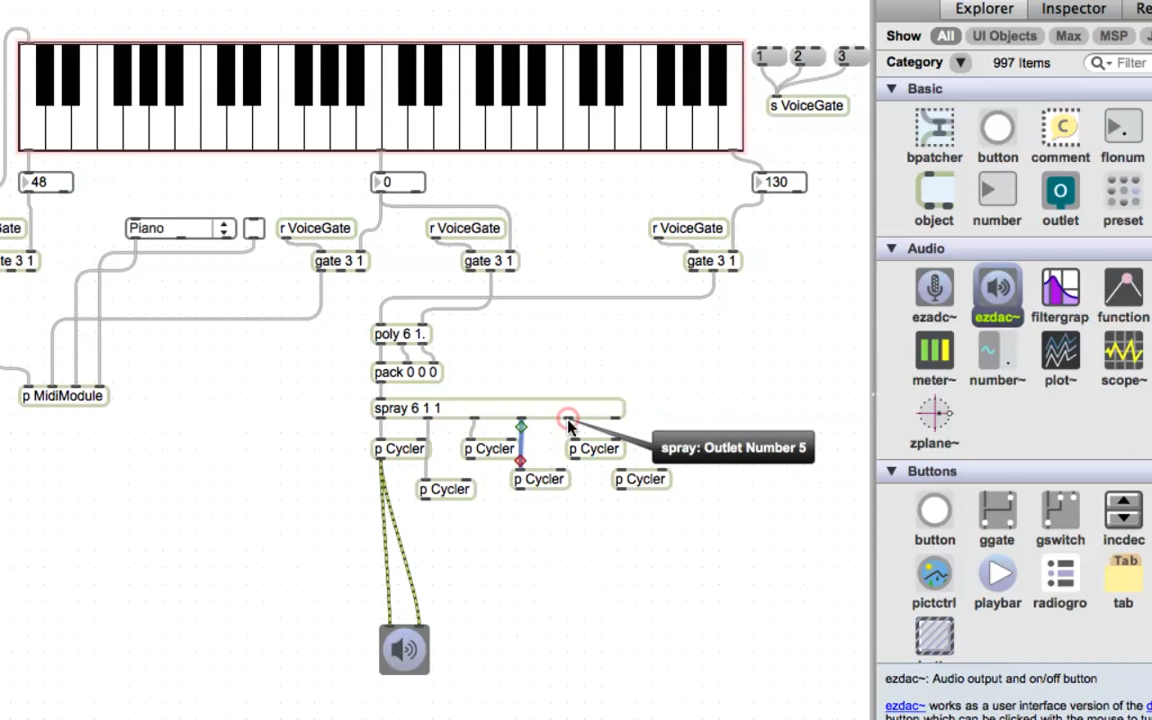 Explorer Inspector Re
Show All UI Objects Max MSP J
Category 997 Items Filter
Basic
bpatcher button comment flonum
object number outlet preset
Audio
ezadc~ ezdac~ filtergrap function
meter~ number~ plot~ scope~
zplane~
Buttons
button ggate gswitch incdec
Tab
pictctrl playbar radiogro tab
ezdac~: Audio output and on/off button
ezdac~ works as a user interface version of the d
1 2 3
s VoiceGate
48 0 130
Gate Piano r VoiceGate r VoiceGate r VoiceGate
te 3 1 gate 3 1 gate 3 1 gate 3 1
poly 6 1.
pack 0 0 0
p MidiModule
spray 6 1 1
p Cycler p Cycler p Cycler spray: Outlet Number 5
p Cycler p Cycler p Cycler